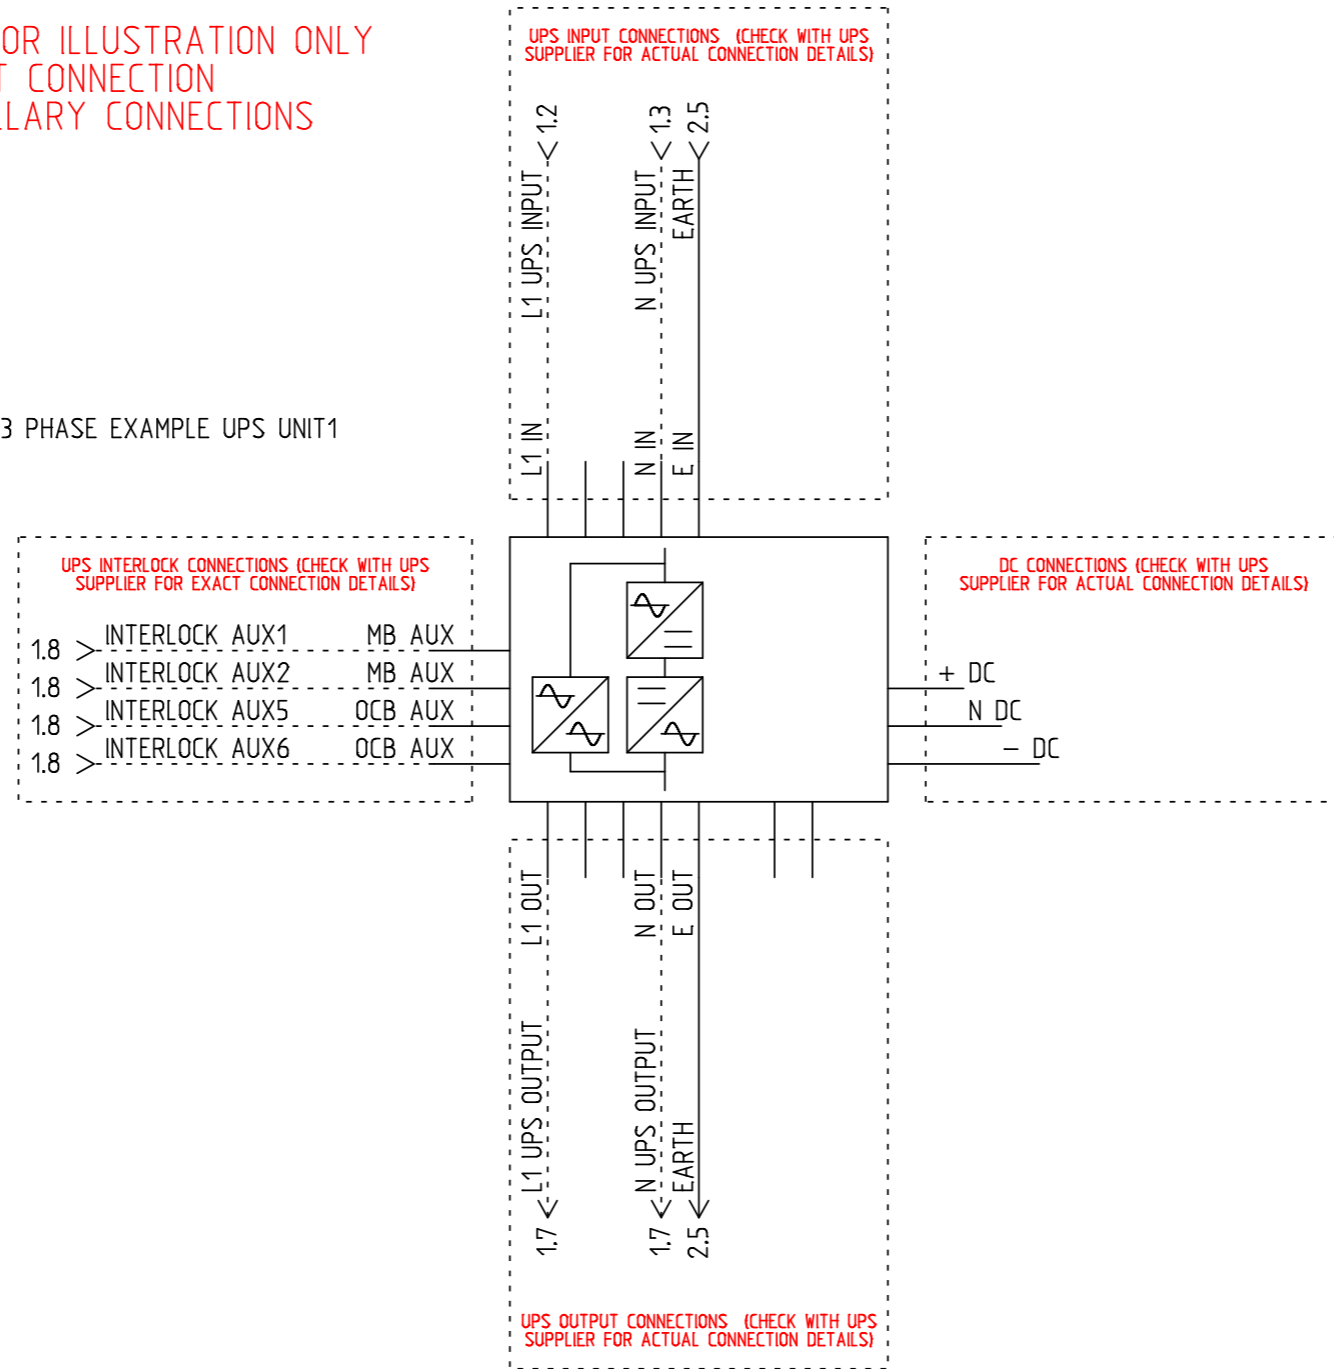 OR ILLUSTRATION ONLY
T CONNECTION
LLARY CONNECTIONS
UPS INPUT CONNECTIONS (CHECK WITH UPS
SUPPLIER FOR ACTUAL CONNECTION DETAILS)
1.2
1.3
2.5
L1 UPS INPUT
N UPS INPUT
EARTH
L1 IN
N IN
E IN
3 PHASE EXAMPLE UPS UNIT1
UPS INTERLOCK CONNECTIONS (CHECK WITH UPS
SUPPLIER FOR EXACT CONNECTION DETAILS)
1.8 INTERLOCK AUX1 MB AUX
1.8 INTERLOCK AUX2 MB AUX
1.8 INTERLOCK AUX5 OCB AUX
1.8 INTERLOCK AUX6 OCB AUX
DC CONNECTIONS (CHECK WITH UPS
SUPPLIER FOR ACTUAL CONNECTION DETAILS)
+ DC
N DC
- DC
L1 OUT
N OUT
E OUT
L1 UPS OUTPUT
N UPS OUTPUT
EARTH
1.7
1.7
2.5
UPS OUTPUT CONNECTIONS (CHECK WITH UPS
SUPPLIER FOR ACTUAL CONNECTION DETAILS)